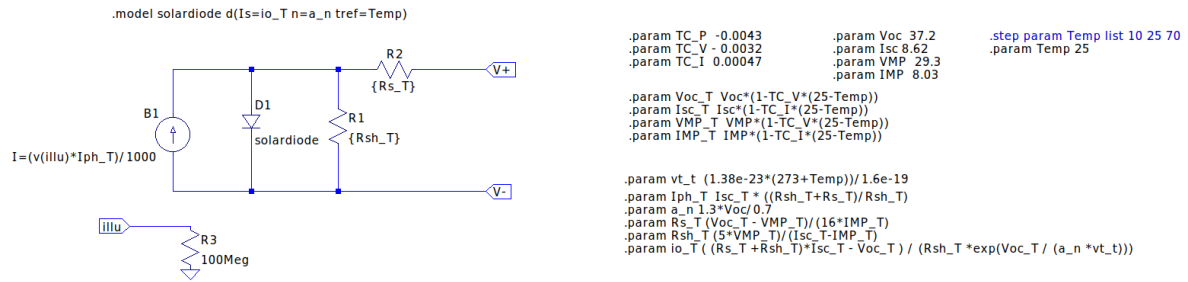 .model solardiode d(Is=io_T n=a_n tref=Temp)
R2
V+
{Rs_T}
B1
D1
R1
solardiode
{Rsh_T}
I=(v(illu)*Iph_T)/1000
V-
illu
R3
100Meg
.param TC_P -0.0043
.param TC_V - 0.0032
.param TC_I 0.00047
.param Voc 37.2
.param Isc 8.62
.param VMP 29.3
.param IMP 8.03
.step param Temp list 10 25 70
.param Temp 25
.param Voc_T Voc*(1-TC_V*(25-Temp))
.param Isc_T Isc*(1-TC_I*(25-Temp))
.param VMP_T VMP*(1-TC_V*(25-Temp))
.param IMP_T IMP*(1-TC_I*(25-Temp))
.param vt_t (1.38e-23*(273+Temp))/1.6e-19
.param Iph_T Isc_T * ((Rsh_T+Rs_T)/Rsh_T)
.param a_n 1.3*Voc/0.7
.param Rs_T (Voc_T - VMP_T)/(16*IMP_T)
.param Rsh_T (5*VMP_T)/(Isc_T-IMP_T)
.param io_T ( (Rs_T +Rsh_T)*Isc_T - Voc_T ) / (Rsh_T *exp(Voc_T / (a_n *vt_t)))